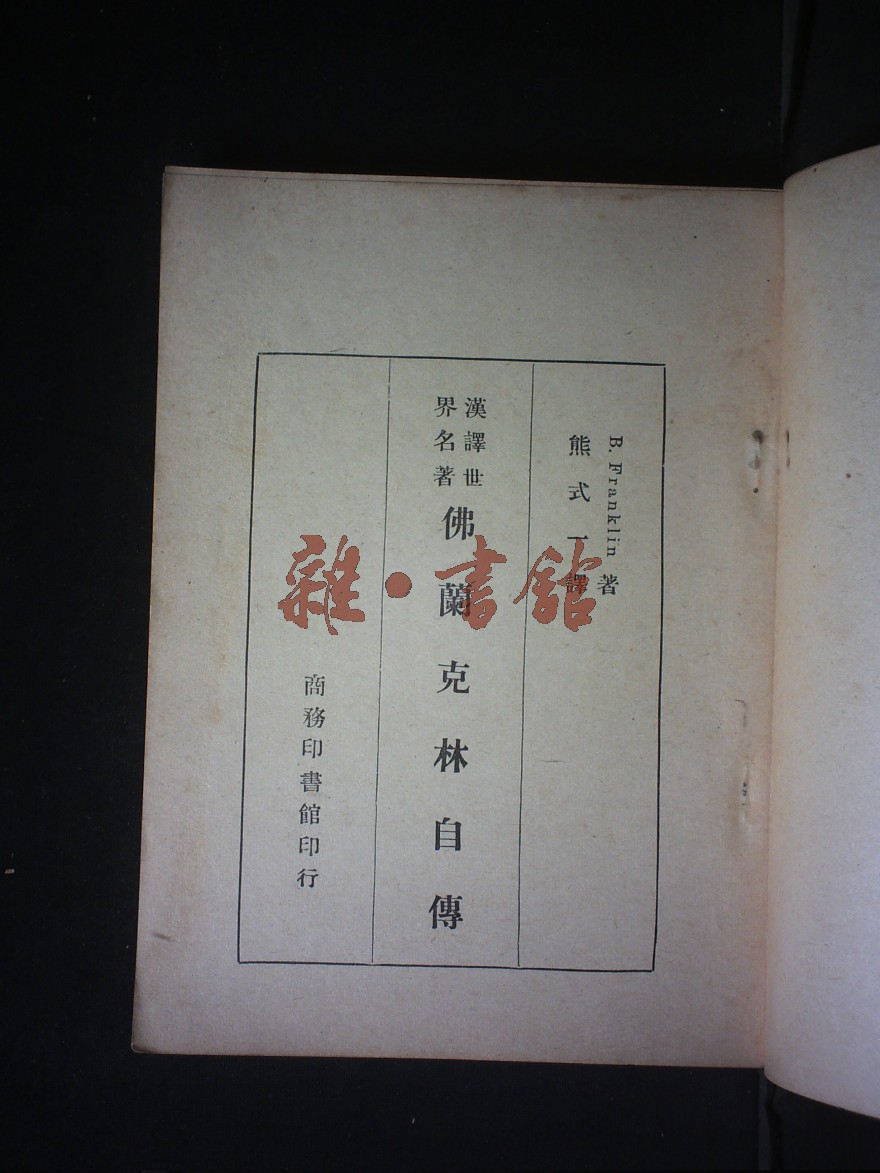 B. Franklin 著
熊式一譯
漢譯世
界名著
佛蘭克林自傳
商務印書館印行
雜·書館